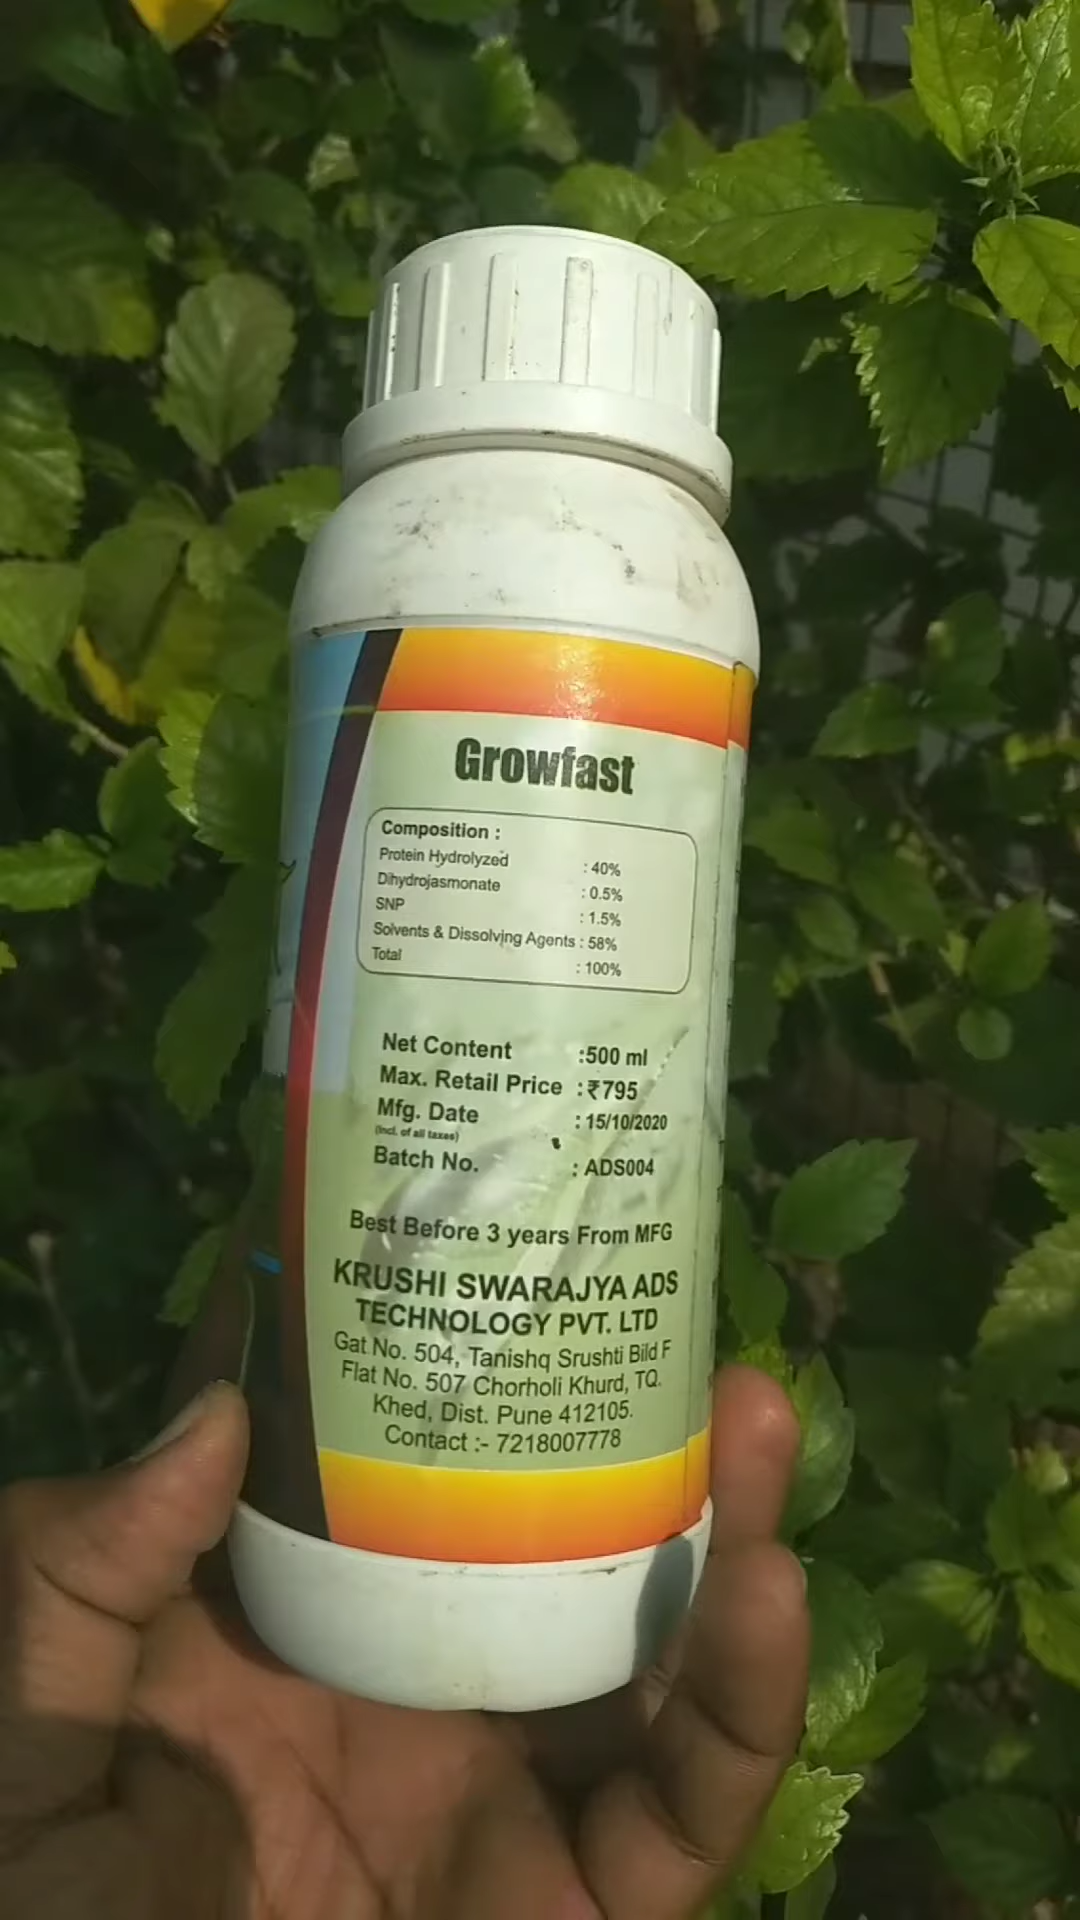 Growfast
Composition :
Protein Hydrolyzed : 40%
Dihydrojasmonate : 0.5%
SNP : 1.5%
Solvents & Dissolving Agents : 58%
Total : 100%
Net Content :500 ml
Max. Retail Price :₹795
Mfg. Date : 15/10/2020
(Incl. of all taxes)
Batch No. : ADS004
Best Before 3 years From MFG
KRUSHI SWARAJYA ADS
TECHNOLOGY PVT. LTD
Gat No. 504, Tanishq Srushti Bild F
Flat No. 507 Chorholi Khurd, TQ.
Khed, Dist. Pune 412105.
Contact :- 7218007778